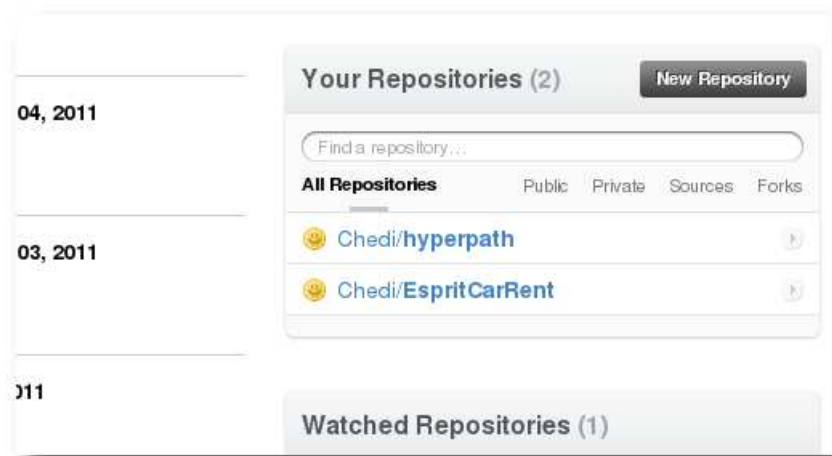 04, 2011
03, 2011
011
Your Repositories (2)
New Repository
Find a repository...
All Repositories Public Private Sources Forks
Chedi/hyperpath
Chedi/EspritCarRent
Watched Repositories (1)